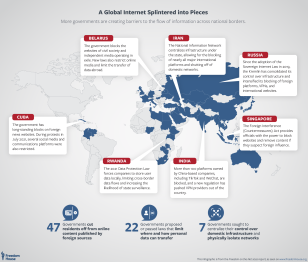 A Global Internet Splintered into Pieces
More governments are creating barriers to the flow of information across national borders
BELARUS
The government blocks the
websites of civil society and
independent media operating in
exile. New laws also restrict online
media and limit the transfer of
data abroad.
IRAN
The National Information Network
centralizes infrastructure under
the state, allowing for the blocking
of nearly all major international
platforms and shutting off of
domestic networks.
RUSSIA
Since the adoption of the
Sovereign Internet Law in 2019,
the Kremlin has consolidated its
control over infrastructure and
blocking of foreign
platforms, VPNs, and
international websites.
CUBA
The government has
long-standing blocks on foreign
news websites. During protests in
July 2021, several social media and
communications platforms were
also restricted.
SINGAPORE
The Foreign Interference
(Countermeasures) Act provides
officials with the power to block
websites and remove content if
they suspect foreign influence.
RWANDA
The 2021 Data Protection Law
forces companies to store user
data locally, limiting cross-border
data flows and increasing the
likelihood of state surveillance.
INDIA
More than 200 platforms owned
by China-based companies,
including TikTok and WeChat, are
blocked, and a new regulation has
pushed VPN providers out of the
country.
47 Governments cut
residents off from online
content published by
foreign sources
22 Governments proposed
or passed laws that limit
where and how personal
data can transfer
7 Governments sought to
centralize their control over
domestic infrastructure and
physically isolate networks
Freedom
House